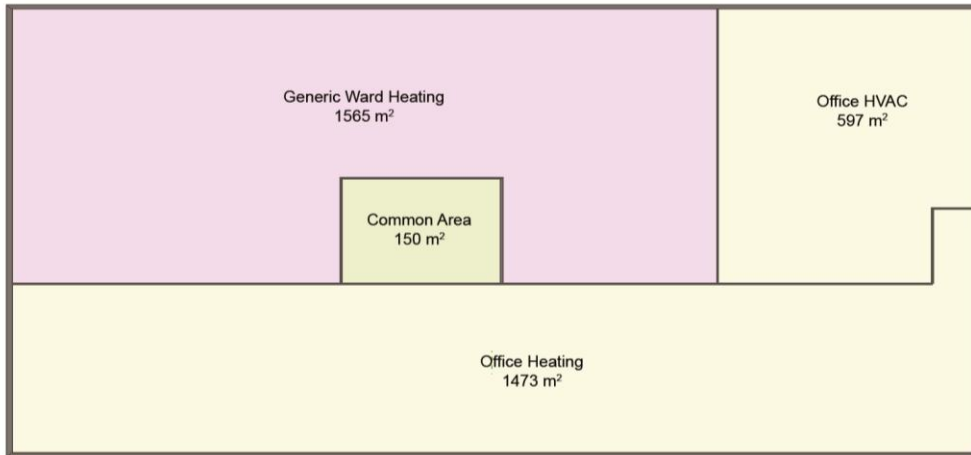 Generic Ward Heating
1565 m²
Office HVAC
597 m²
Common Area
150 m²
Office Heating
1473 m²